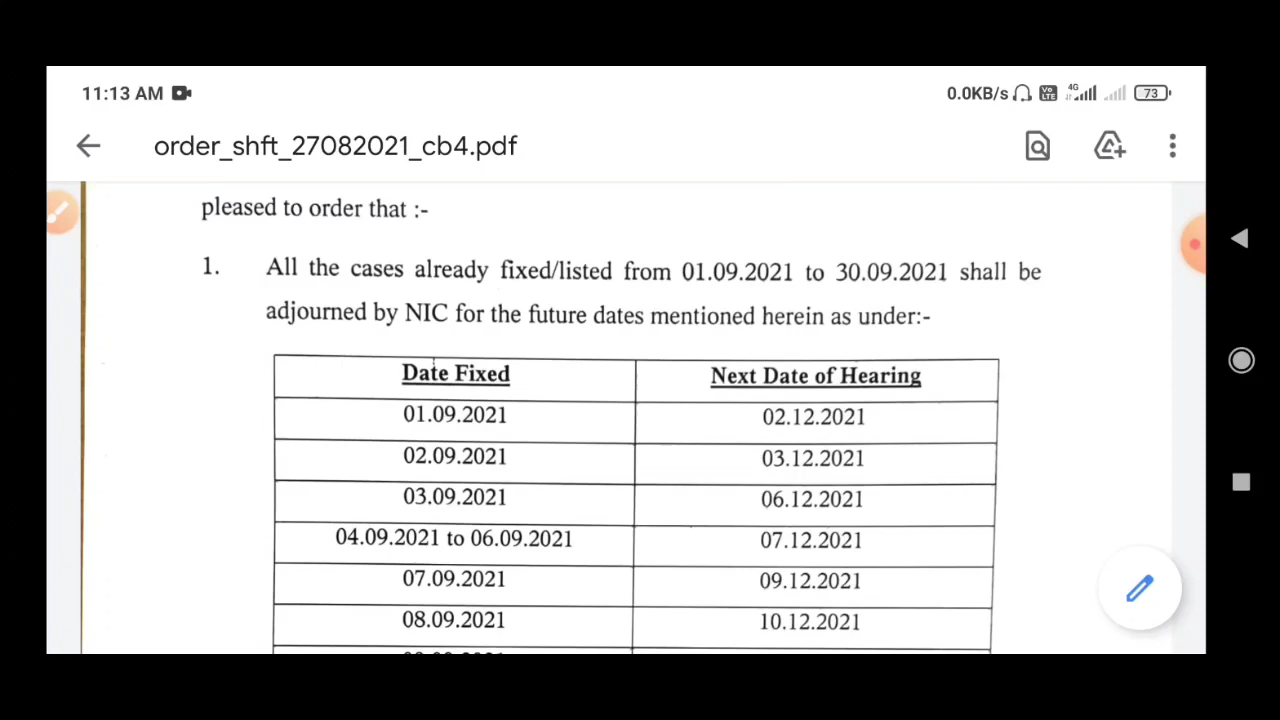 11:13 AM
0.0KB/s Vo LTE 4G 73
order_shft_27082021_cb4.pdf
pleased to order that :-
1. All the cases already fixed/listed from 01.09.2021 to 30.09.2021 shall be
adjourned by NIC for the future dates mentioned herein as under:-
Date Fixed Next Date of Hearing
01.09.2021 02.12.2021
02.09.2021 03.12.2021
03.09.2021 06.12.2021
04.09.2021 to 06.09.2021 07.12.2021
07.09.2021 09.12.2021
08.09.2021 10.12.2021